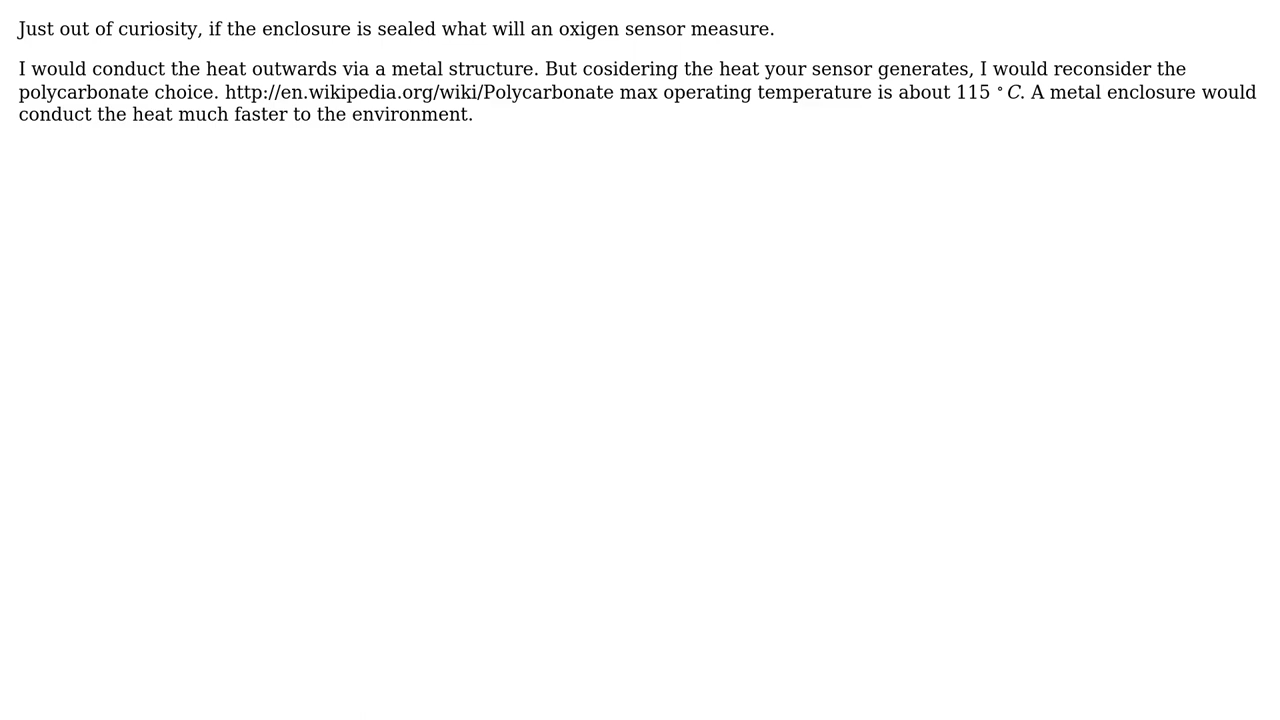 Just out of curiosity, if the enclosure is sealed what will an oxigen sensor measure.
I would conduct the heat outwards via a metal structure. But cosidering the heat your sensor generates, I would reconsider the
polycarbonate choice. http://en.wikipedia.org/wiki/Polycarbonate max operating temperature is about 115 °C. A metal enclosure would
conduct the heat much faster to the environment.